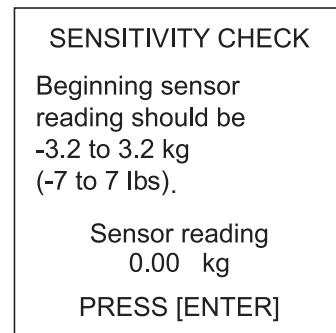 SENSITIVITY CHECK
Beginning sensor
reading should be
-3.2 to 3.2 kg
(-7 to 7 lbs).
Sensor reading
0.00 kg
PRESS [ENTER]